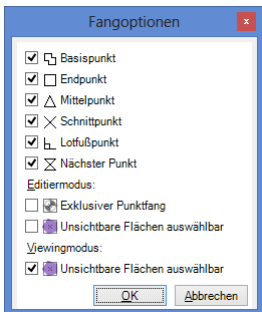 Fangoptionen
x
Basispunkt
Endpunkt
Mittelpunkt
Schnittpunkt
Lotfußpunkt
Nächster Punkt
Editiermodus:
Exklusiver Punktfang
Unsichtbare Flächen auswählbar
Viewingmodus:
Unsichtbare Flächen auswählbar
OK Abbrechen